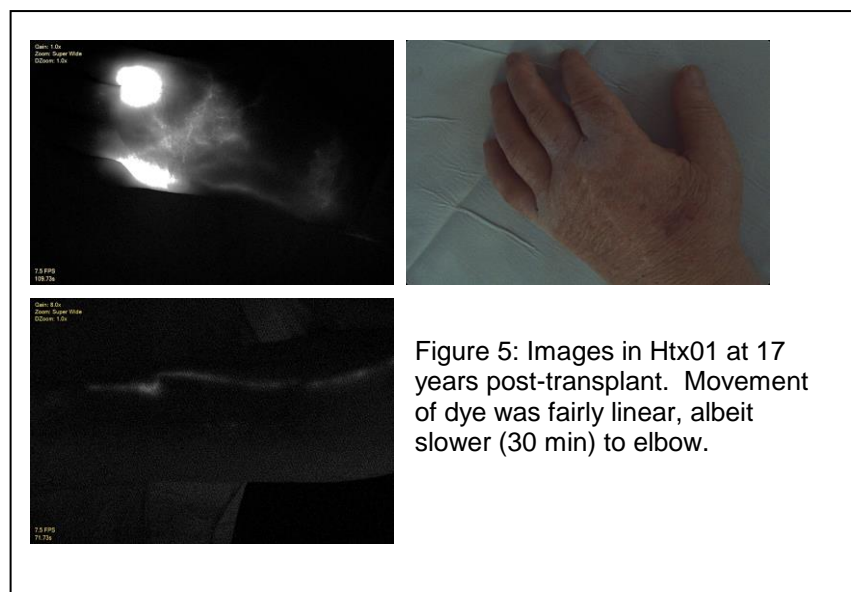 Gain: 1.0x
Zoom: Super Wide
DZoom: 1.0x
7.5 FPS
109.73s
Gain: 8.0x
Zoom: Super Wide
DZoom: 1.0x
7.5 FPS
71.73s
Figure 5: Images in Htx01 at 17
years post-transplant.  Movement
of dye was fairly linear, albeit
slower (30 min) to elbow.